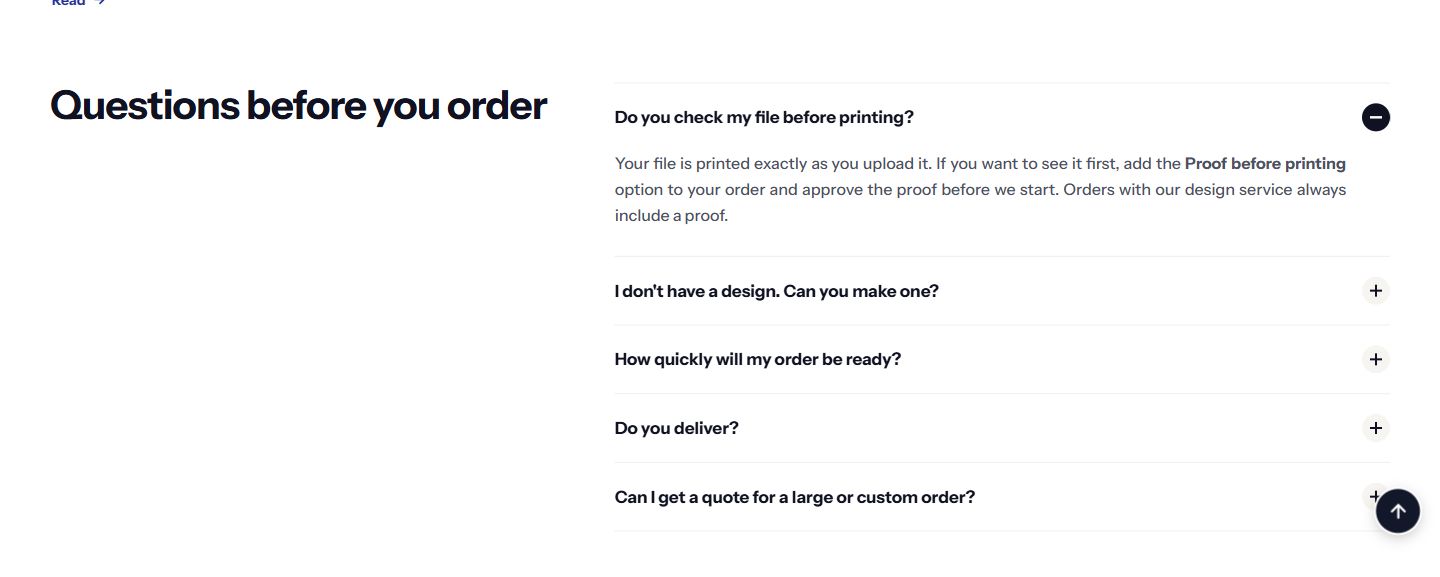 Read →
Questions before you order
Do you check my file before printing?
Your file is printed exactly as you upload it. If you want to see it first, add the Proof before printing
option to your order and approve the proof before we start. Orders with our design service always
include a proof.
I don't have a design. Can you make one?
How quickly will my order be ready?
Do you deliver?
Can I get a quote for a large or custom order?